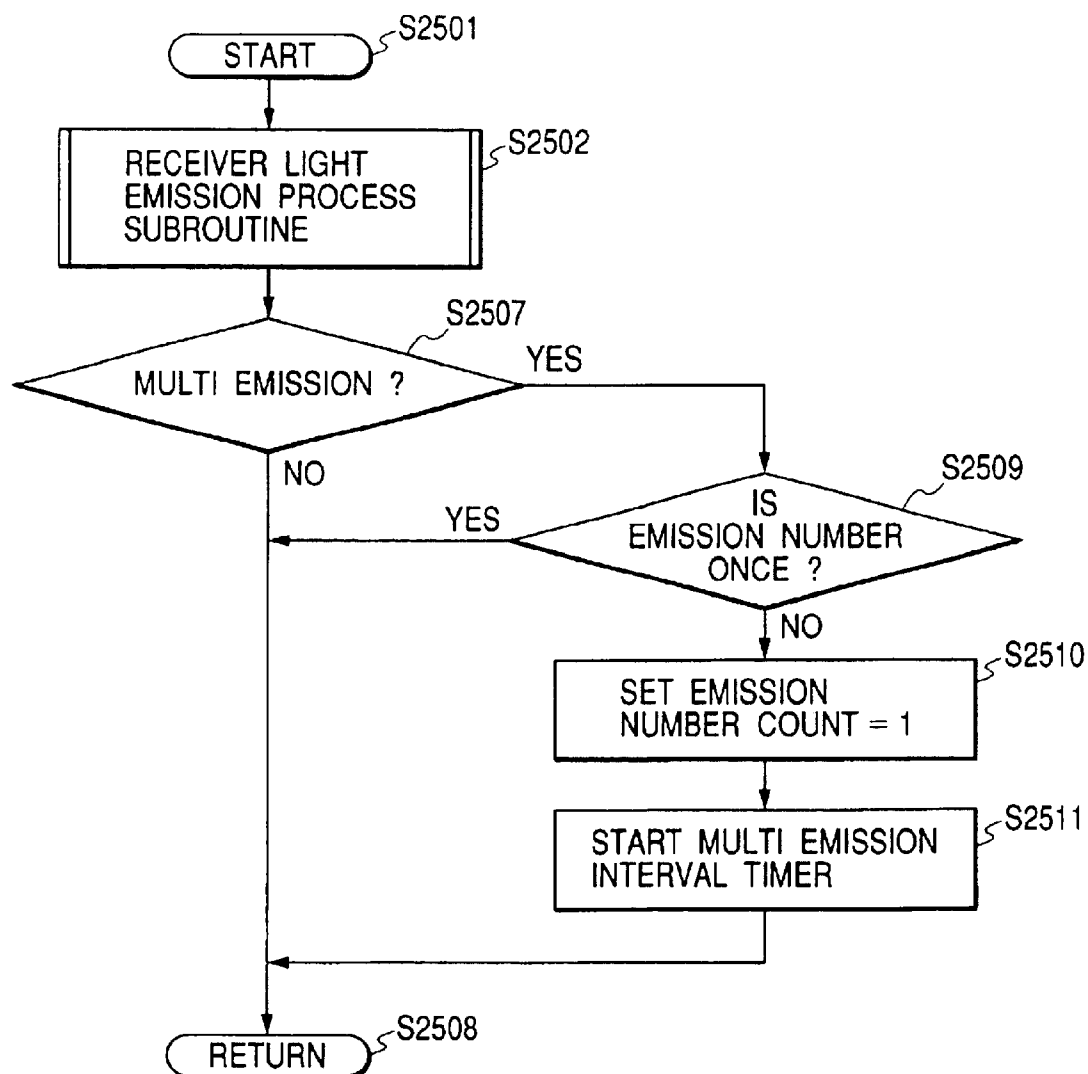 START
S2501
RECEIVER LIGHT
EMISSION PROCESS
SUBROUTINE
S2502
MULTI EMISSION ?
S2507
YES
NO
IS
EMISSION NUMBER
ONCE ?
S2509
YES
NO
SET EMISSION
NUMBER COUNT = 1
S2510
START MULTI EMISSION
INTERVAL TIMER
S2511
RETURN
S2508